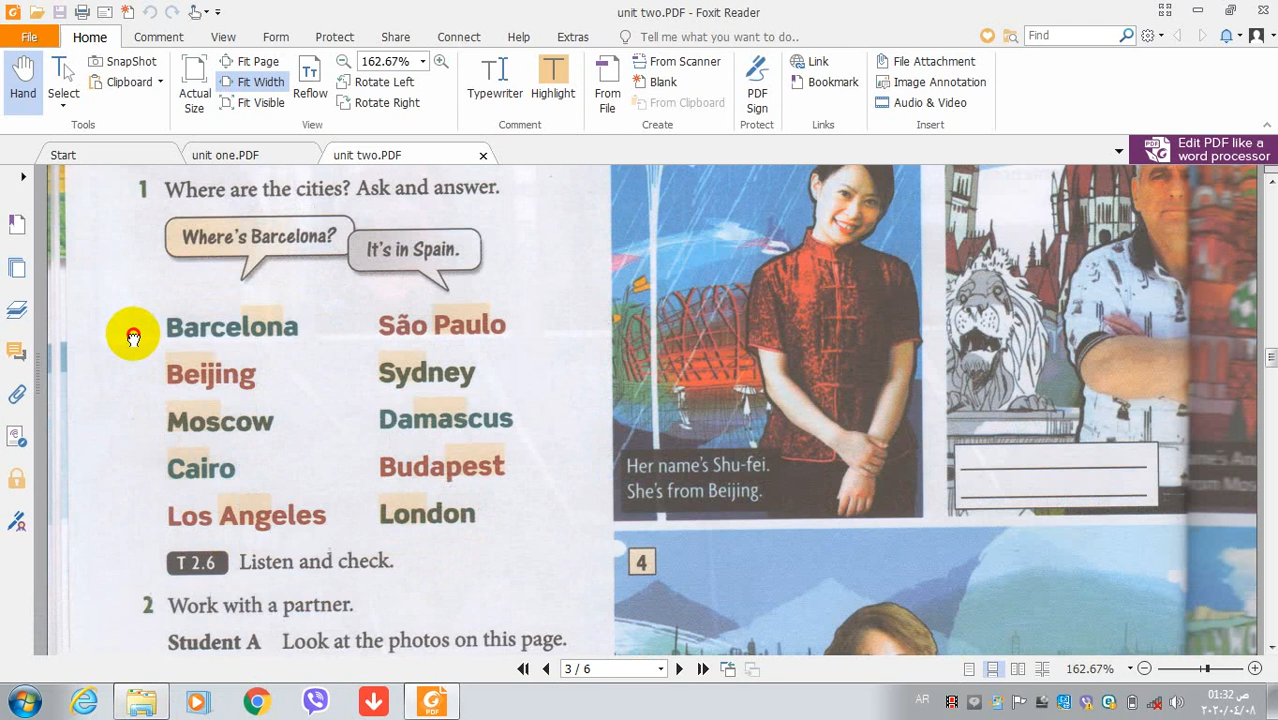 unit two.PDF - Foxit Reader
File Home Comment View Form Protect Share Connect Help Extras Tell me what you want to do.. Find
Hand
Select
SnapShot
Clipboard
Tools
Actual Size
Fit Page
Fit Width
Fit Visible
Reflow
162.67%
Rotate Left
Rotate Right
View
Typewriter
Highlight
Comment
From File
From Scanner
Blank
From Clipboard
Create
PDF Sign
Protect
Link
Bookmark
Links
File Attachment
Image Annotation
Audio & Video
Insert
Start unit one.PDF unit two.PDF
Edit PDF like a
word processor
1 Where are the cities? Ask and answer.
Where's Barcelona?
It's in Spain.
Barcelona São Paulo
Beijing Sydney
Moscow Damascus
Cairo Budapest
Los Angeles London
T 2.6 Listen and check.
2 Work with a partner.
Student A Look at the photos on this page.
Her name's Shu-fei.
She's from Beijing.
4
3 / 6
162.67%
PDF
AR
01:32 ص
٢٠٢٠/٠٤/٠٨